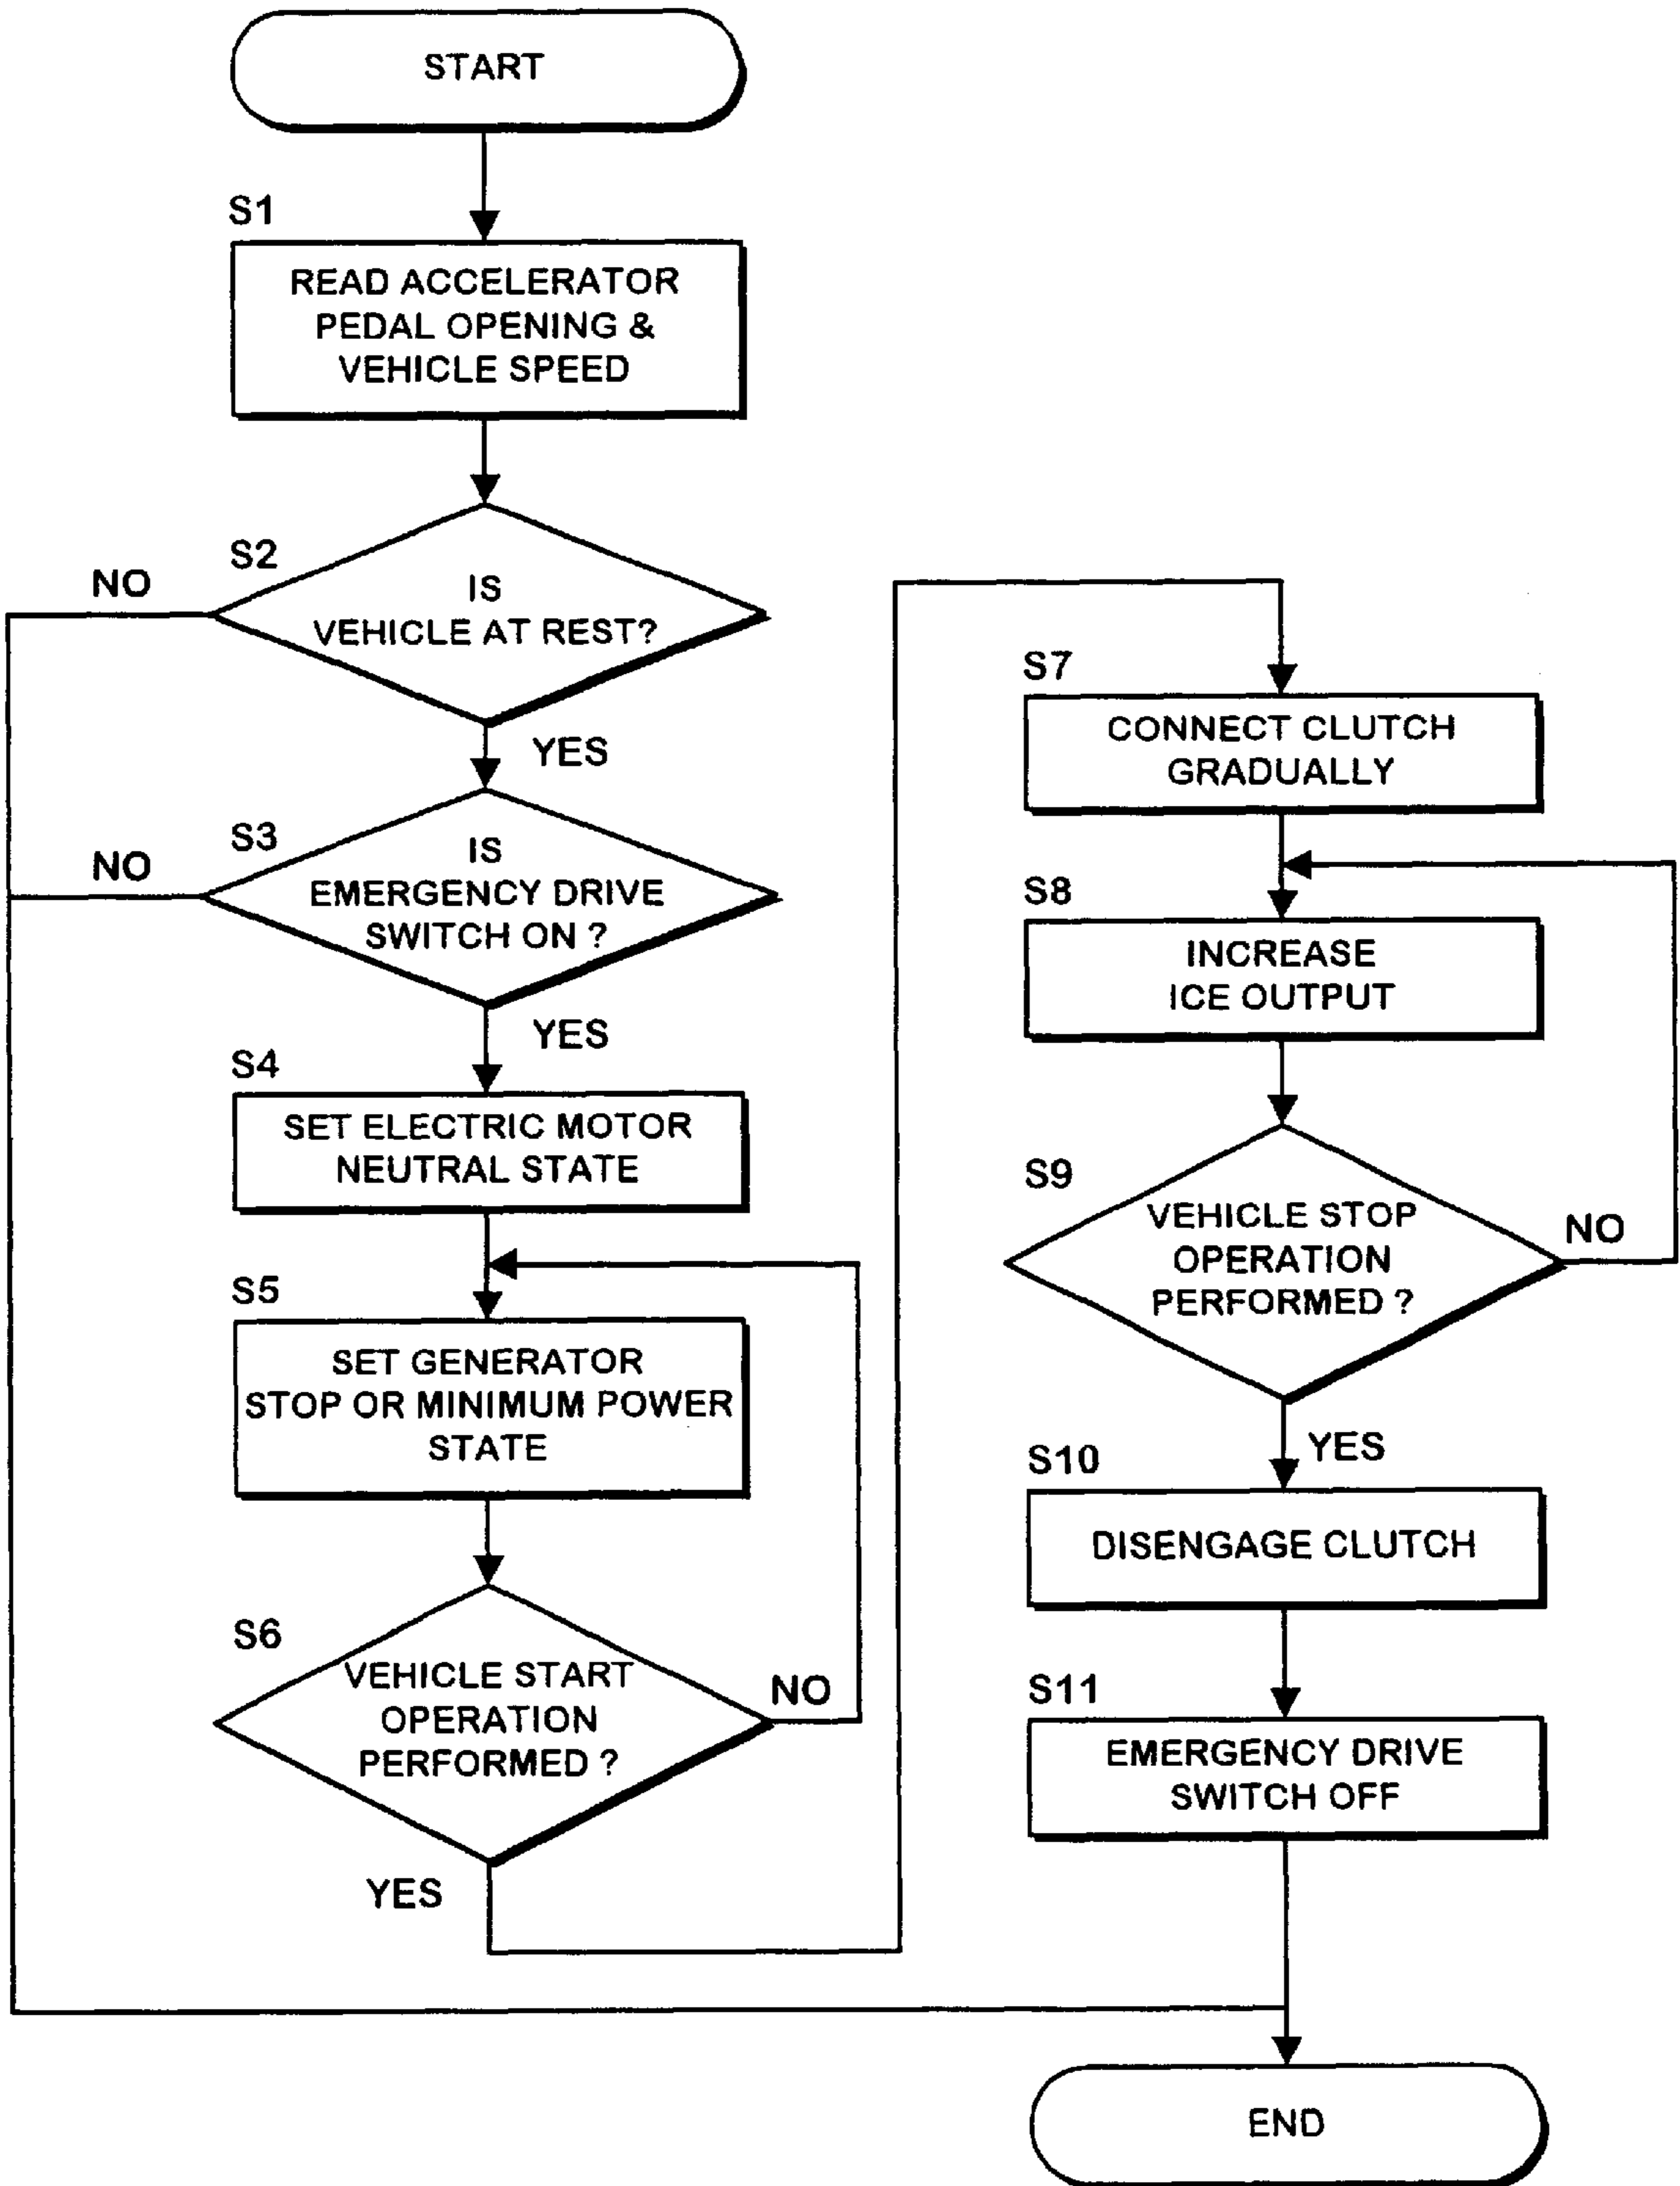 START
S1
READ ACCELERATOR
PEDAL OPENING &
VEHICLE SPEED
S2
NO
IS
VEHICLE AT REST?
YES
S3
NO
IS
EMERGENCY DRIVE
SWITCH ON ?
YES
S4
SET ELECTRIC MOTOR
NEUTRAL STATE
S5
SET GENERATOR
STOP OR MINIMUM POWER
STATE
S6
VEHICLE START
OPERATION
PERFORMED ?
NO
YES
S7
CONNECT CLUTCH
GRADUALLY
S8
INCREASE
ICE OUTPUT
S9
VEHICLE STOP
OPERATION
PERFORMED ?
NO
YES
S10
DISENGAGE CLUTCH
S11
EMERGENCY DRIVE
SWITCH OFF
END